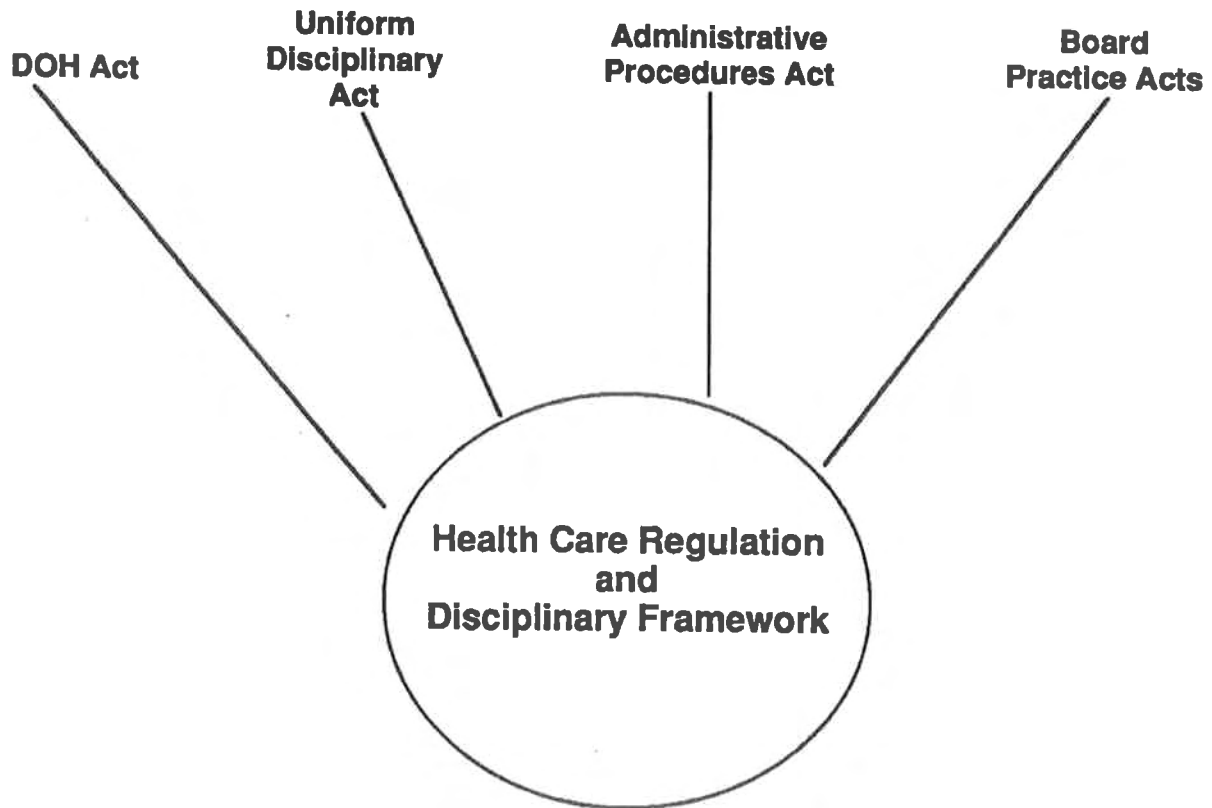 DOH Act
Uniform
Disciplinary
Act
Administrative
Procedures Act
Board
Practice Acts
Health Care Regulation
and
Disciplinary Framework